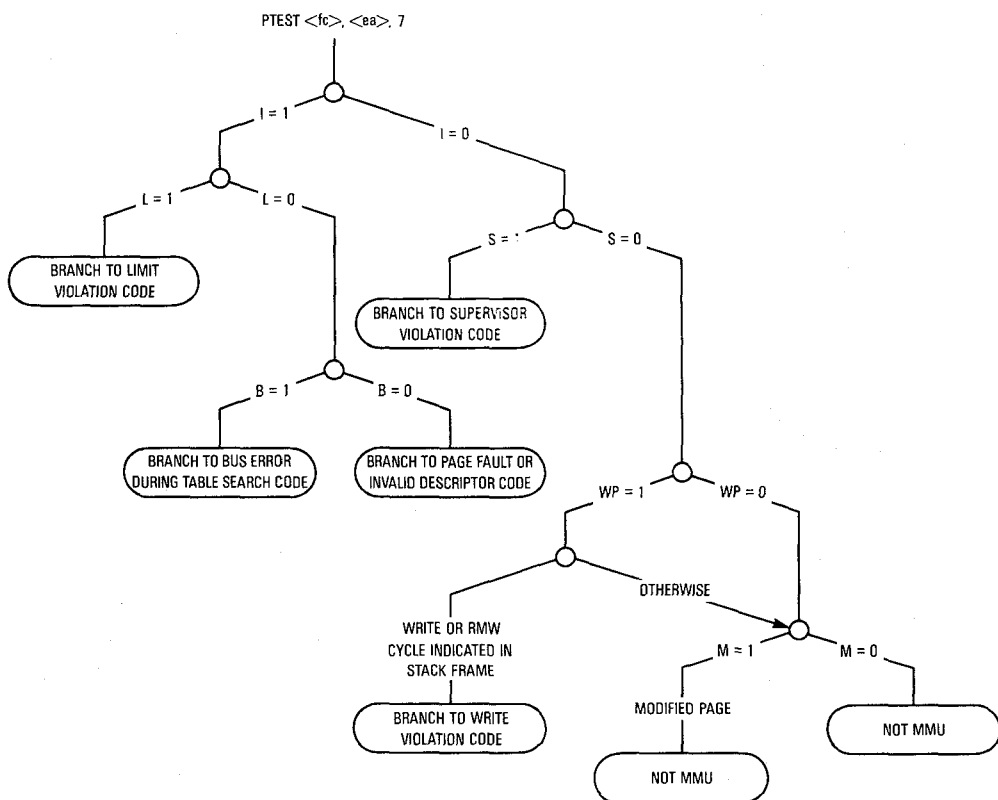 PTEST <fc>, <ea>, 7
I = 1
I = 0
L = 1
L = 0
S = 1
S = 0
BRANCH TO LIMIT
VIOLATION CODE
BRANCH TO SUPERVISOR
VIOLATION CODE
B = 1
B = 0
BRANCH TO BUS ERROR
DURING TABLE SEARCH CODE
BRANCH TO PAGE FAULT OR
INVALID DESCRIPTOR CODE
WP = 1
WP = 0
OTHERWISE
WRITE OR RMW
CYCLE INDICATED IN
STACK FRAME
M = 1
M = 0
MODIFIED PAGE
BRANCH TO WRITE
VIOLATION CODE
NOT MMU
NOT MMU